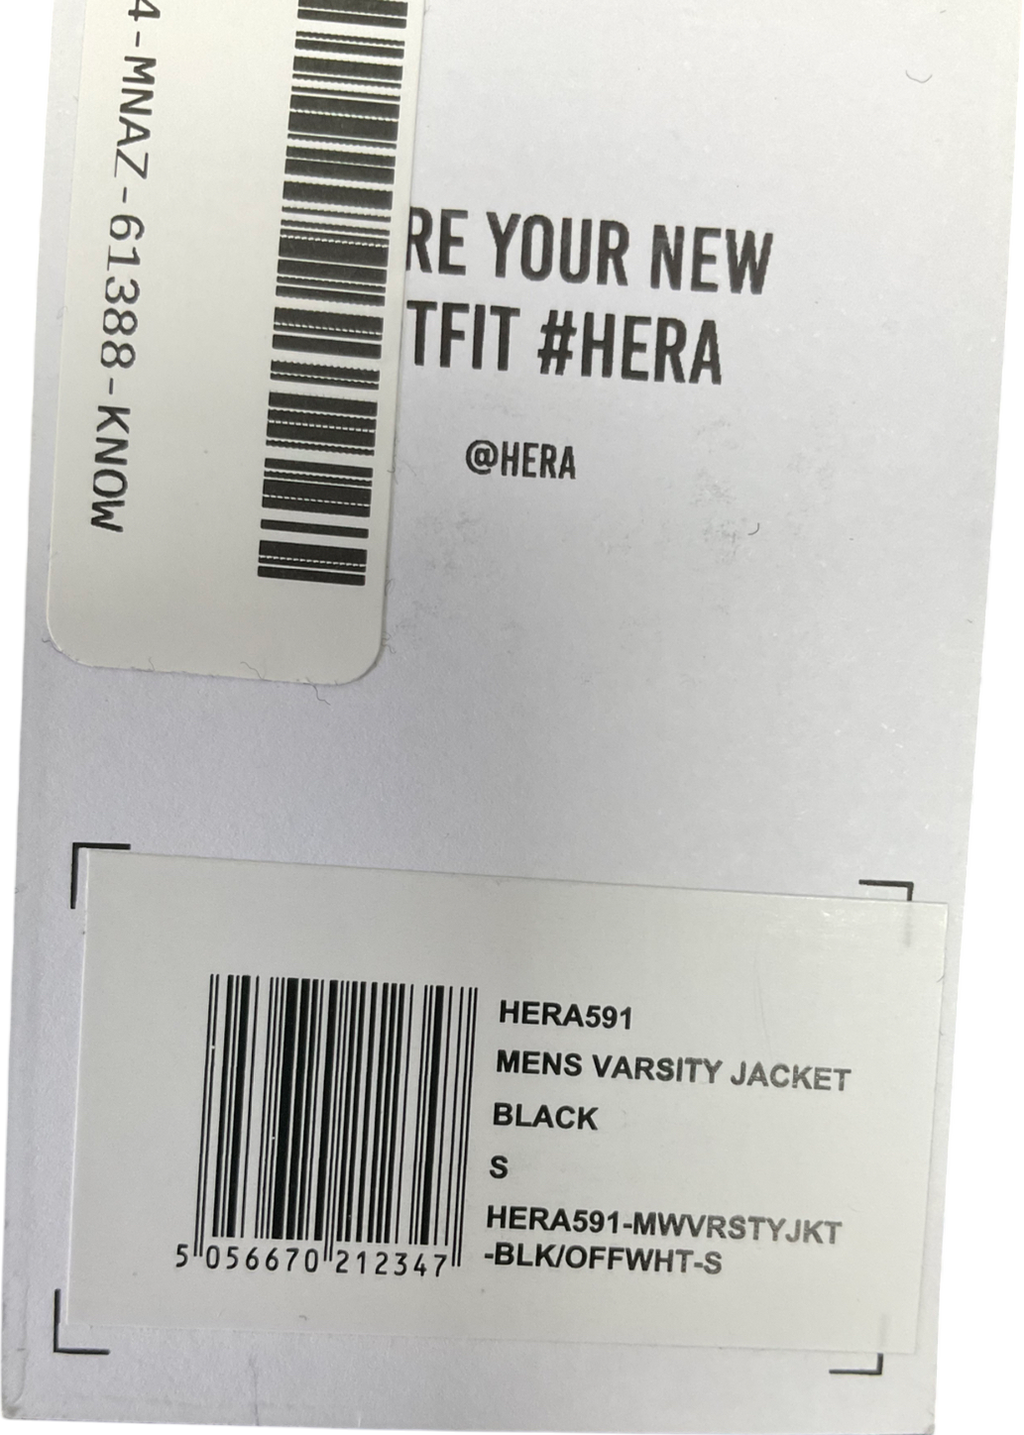 4-MNAZ-61388-KNOW
RE YOUR NEW
TFIT #HERA
@HERA
HERA591
MENS VARSITY JACKET
BLACK
S
HERA591-MWVRSTYJKT
-BLK/OFFWHT-S
5 056670 212347